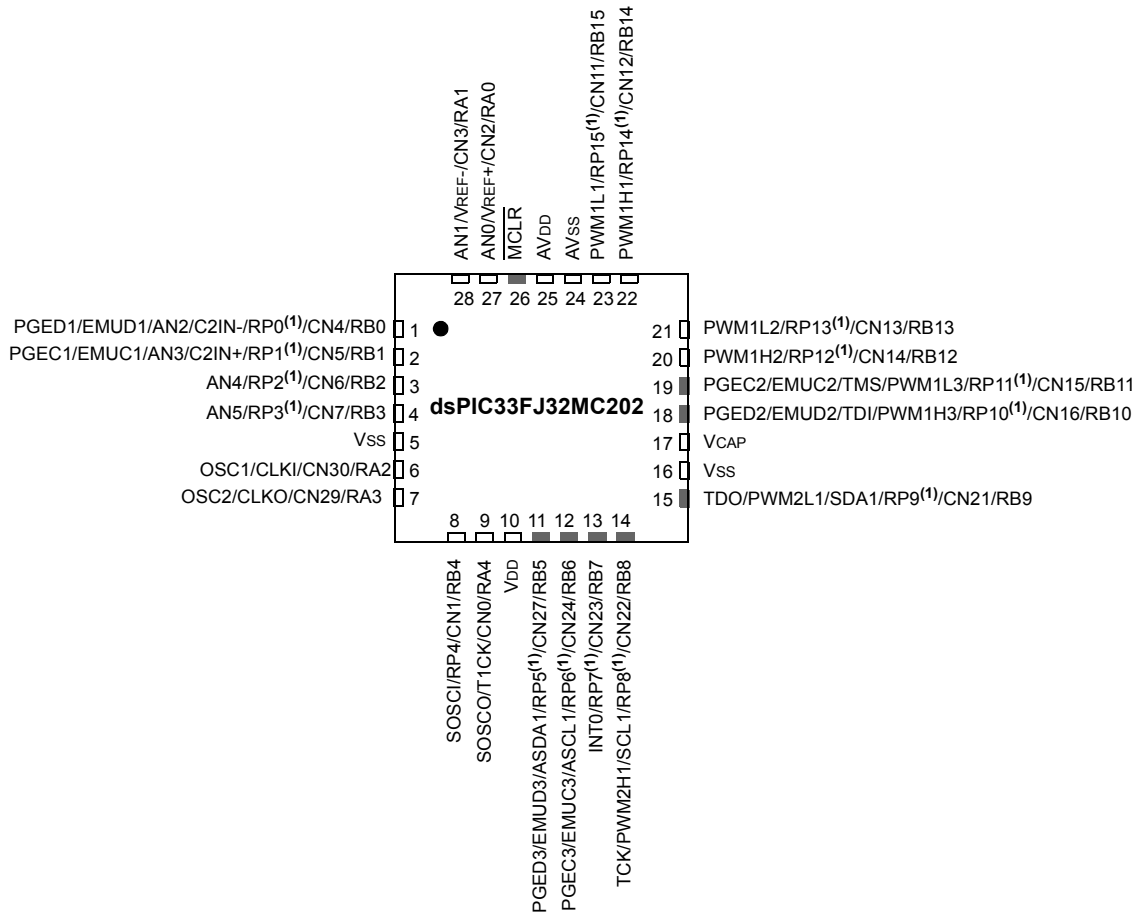 AN1/VREF-/CN3/RA1
AN0/VREF+/CN2/RA0
MCLR
AVDD
AVSS
PWM1L1/RP15(1)/CN11/RB15
PWM1H1/RP14(1)/CN12/RB14
28 27 26 25 24 23 22
PGED1/EMUD1/AN2/C2IN-/RP0(1)/CN4/RB0 1
PGEC1/EMUC1/AN3/C2IN+/RP1(1)/CN5/RB1 2
AN4/RP2(1)/CN6/RB2 3
AN5/RP3(1)/CN7/RB3 4
VSS 5
OSC1/CLKI/CN30/RA2 6
OSC2/CLKO/CN29/RA3 7
dsPIC33FJ32MC202
21 PWM1L2/RP13(1)/CN13/RB13
20 PWM1H2/RP12(1)/CN14/RB12
19 PGEC2/EMUC2/TMS/PWM1L3/RP11(1)/CN15/RB11
18 PGED2/EMUD2/TDI/PWM1H3/RP10(1)/CN16/RB10
17 VCAP
16 VSS
15 TDO/PWM2L1/SDA1/RP9(1)/CN21/RB9
8 9 10 11 12 13 14
SOSCI/RP4/CN1/RB4
SOSCO/T1CK/CN0/RA4
VDD
PGED3/EMUD3/ASDA1/RP5(1)/CN27/RB5
PGEC3/EMUC3/ASCL1/RP6(1)/CN24/RB6
INT0/RP7(1)/CN23/RB7
TCK/PWM2H1/SCL1/RP8(1)/CN22/RB8